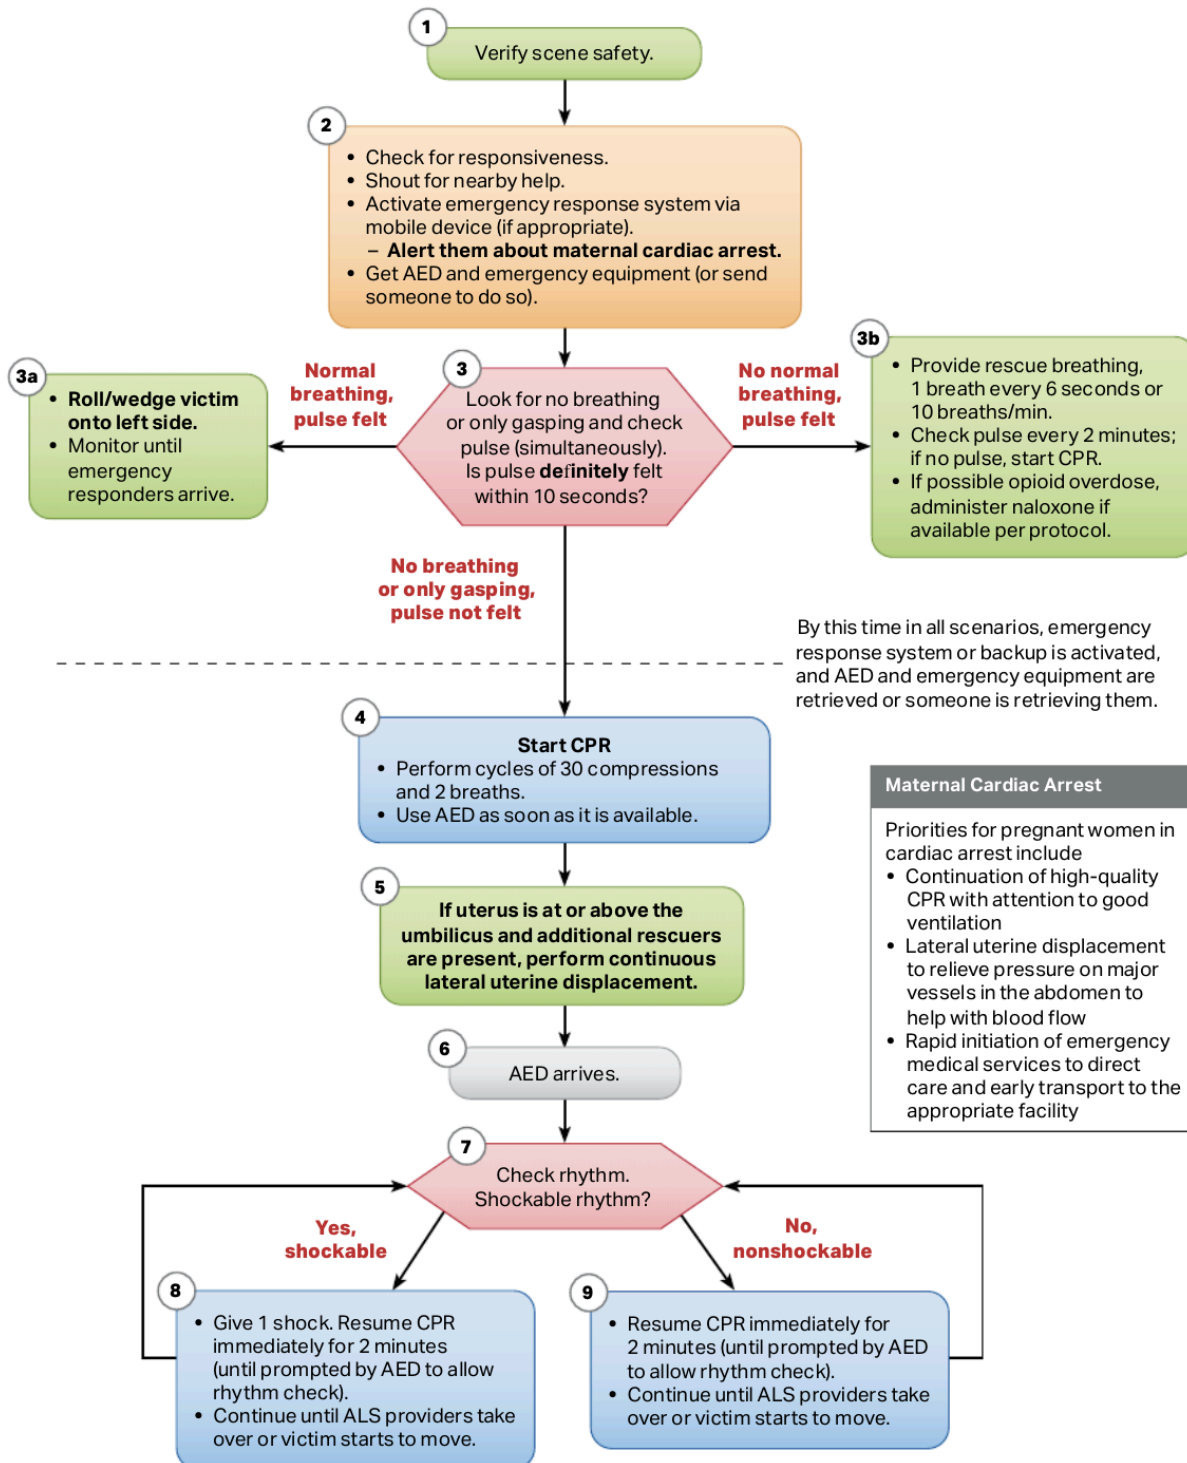 1
Verify scene safety.
2
• Check for responsiveness.
• Shout for nearby help.
• Activate emergency response system via
mobile device (if appropriate).
– Alert them about maternal cardiac arrest.
• Get AED and emergency equipment (or send
someone to do so).
3a
• Roll/wedge victim
onto left side.
• Monitor until
emergency
responders arrive.
Normal
breathing,
pulse felt
3
Look for no breathing
or only gasping and check
pulse (simultaneously).
Is pulse definitely felt
within 10 seconds?
No normal
breathing,
pulse felt
3b
• Provide rescue breathing,
1 breath every 6 seconds or
10 breaths/min.
• Check pulse every 2 minutes;
if no pulse, start CPR.
• If possible opioid overdose,
administer naloxone if
available per protocol.
No breathing
or only gasping,
pulse not felt
By this time in all scenarios, emergency
response system or backup is activated,
and AED and emergency equipment are
retrieved or someone is retrieving them.
4
Start CPR
• Perform cycles of 30 compressions
and 2 breaths.
• Use AED as soon as it is available.
5
If uterus is at or above the
umbilicus and additional rescuers
are present, perform continuous
lateral uterine displacement.
Maternal Cardiac Arrest
Priorities for pregnant women in
cardiac arrest include
• Continuation of high-quality
CPR with attention to good
ventilation
• Lateral uterine displacement
to relieve pressure on major
vessels in the abdomen to
help with blood flow
• Rapid initiation of emergency
medical services to direct
care and early transport to the
appropriate facility
6
AED arrives.
7
Check rhythm.
Shockable rhythm?
Yes,
shockable
No,
nonshockable
8
• Give 1 shock. Resume CPR
immediately for 2 minutes
(until prompted by AED to allow
rhythm check).
• Continue until ALS providers take
over or victim starts to move.
9
• Resume CPR immediately for
2 minutes (until prompted by AED
to allow rhythm check).
• Continue until ALS providers take
over or victim starts to move.